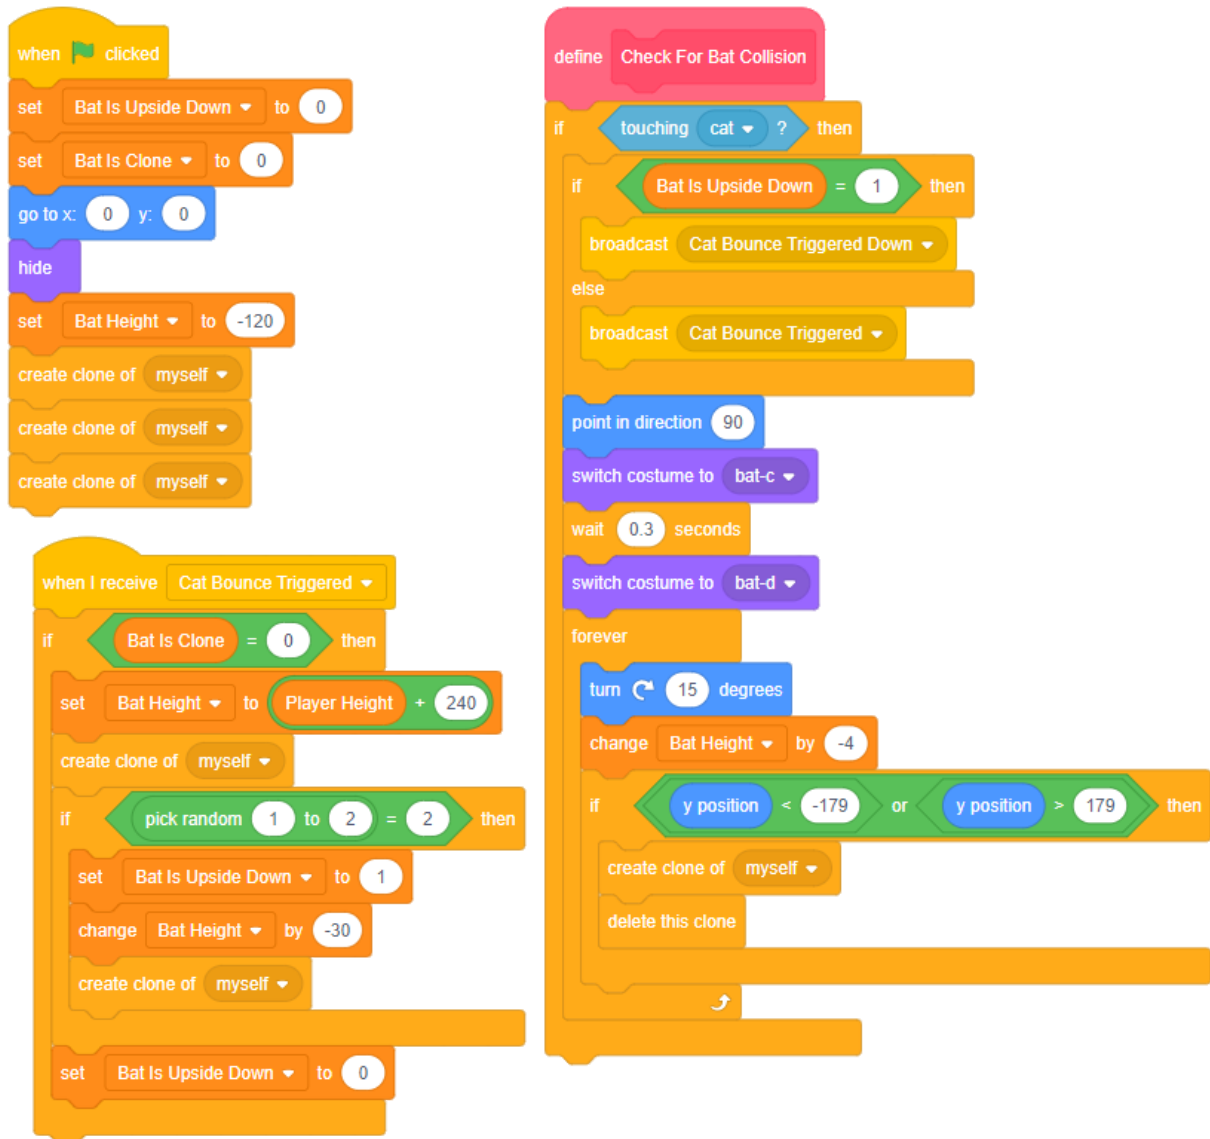 when clicked
set Bat Is Upside Down to 0
set Bat Is Clone to 0
go to x: 0 y: 0
hide
set Bat Height to -120
create clone of myself
create clone of myself
create clone of myself
when I receive Cat Bounce Triggered
if Bat Is Clone = 0 then
set Bat Height to Player Height + 240
create clone of myself
if pick random 1 to 2 = 2 then
set Bat Is Upside Down to 1
change Bat Height by -30
create clone of myself
set Bat Is Upside Down to 0
define Check For Bat Collision
if touching cat ? then
if Bat Is Upside Down = 1 then
broadcast Cat Bounce Triggered Down
else
broadcast Cat Bounce Triggered
point in direction 90
switch costume to bat-c
wait 0.3 seconds
switch costume to bat-d
forever
turn 15 degrees
change Bat Height by -4
if y position < -179 or y position > 179 then
create clone of myself
delete this clone